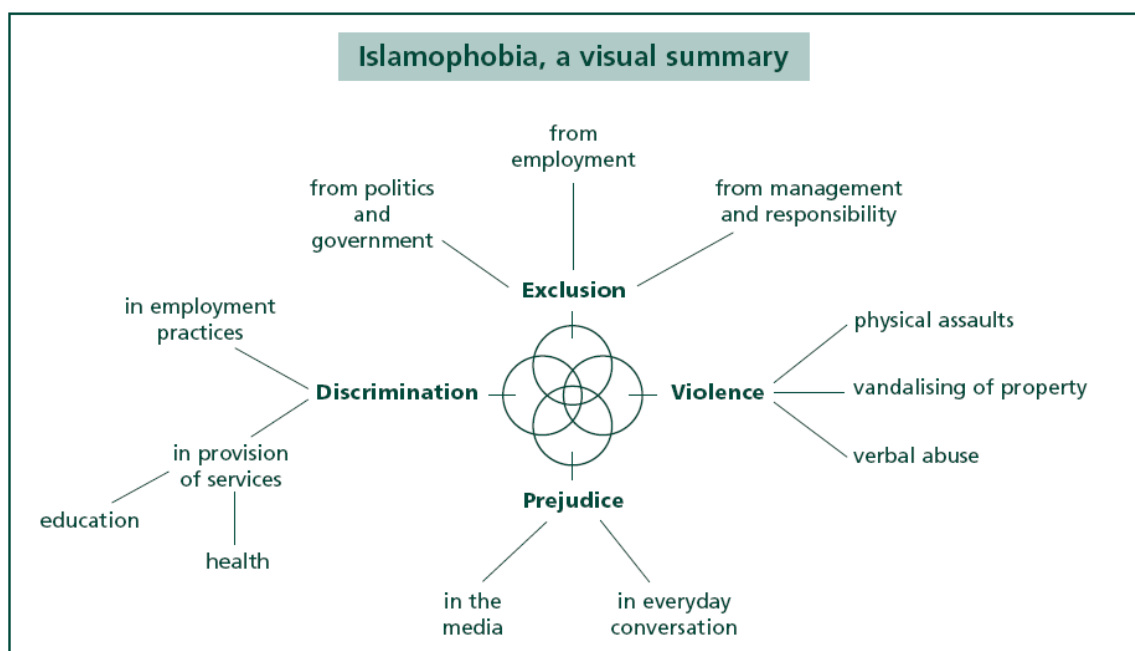 Islamophobia, a visual summary
from
employment
from politics
and
government
from management
and responsibility
Exclusion
in employment
practices
physical assaults
Discrimination
Violence
vandalising of property
in provision
of services
verbal abuse
education
health
Prejudice
in the
media
in everyday
conversation